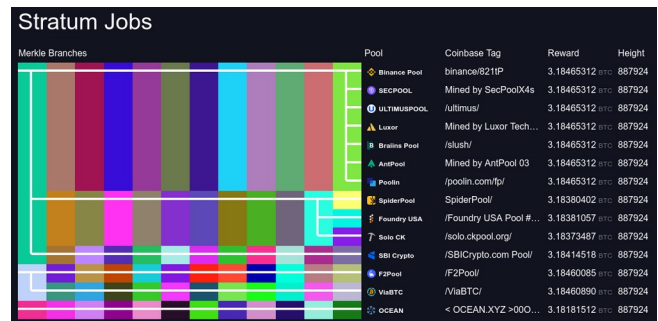 Stratum Jobs
Merkle Branches Pool Coinbase Tag Reward Height
Binance Pool binance/821tP 3.18465312 BTC 887924
SECPOOL Mined by SecPoolX4s 3.18465312 BTC 887924
ULTIMUSPOOL /ultimus/ 3.18465312 BTC 887924
Luxor Mined by Luxor Tech... 3.18465312 BTC 887924
Braiins Pool /slush/ 3.18465312 BTC 887924
AntPool Mined by AntPool 03 3.18465312 BTC 887924
Poolin /poolin.com/fp/ 3.18465312 BTC 887924
SpiderPool SpiderPool/ 3.18380402 BTC 887924
Foundry USA /Foundry USA Pool #... 3.18381057 BTC 887924
Solo CK /solo.ckpool.org/ 3.18373487 BTC 887924
SBI Crypto /SBICrypto.com Pool/ 3.18414518 BTC 887924
F2Pool /F2Pool/ 3.18460085 BTC 887924
ViaBTC /ViaBTC/ 3.18460890 BTC 887924
OCEAN < OCEAN.XYZ >00O... 3.18181512 BTC 887924